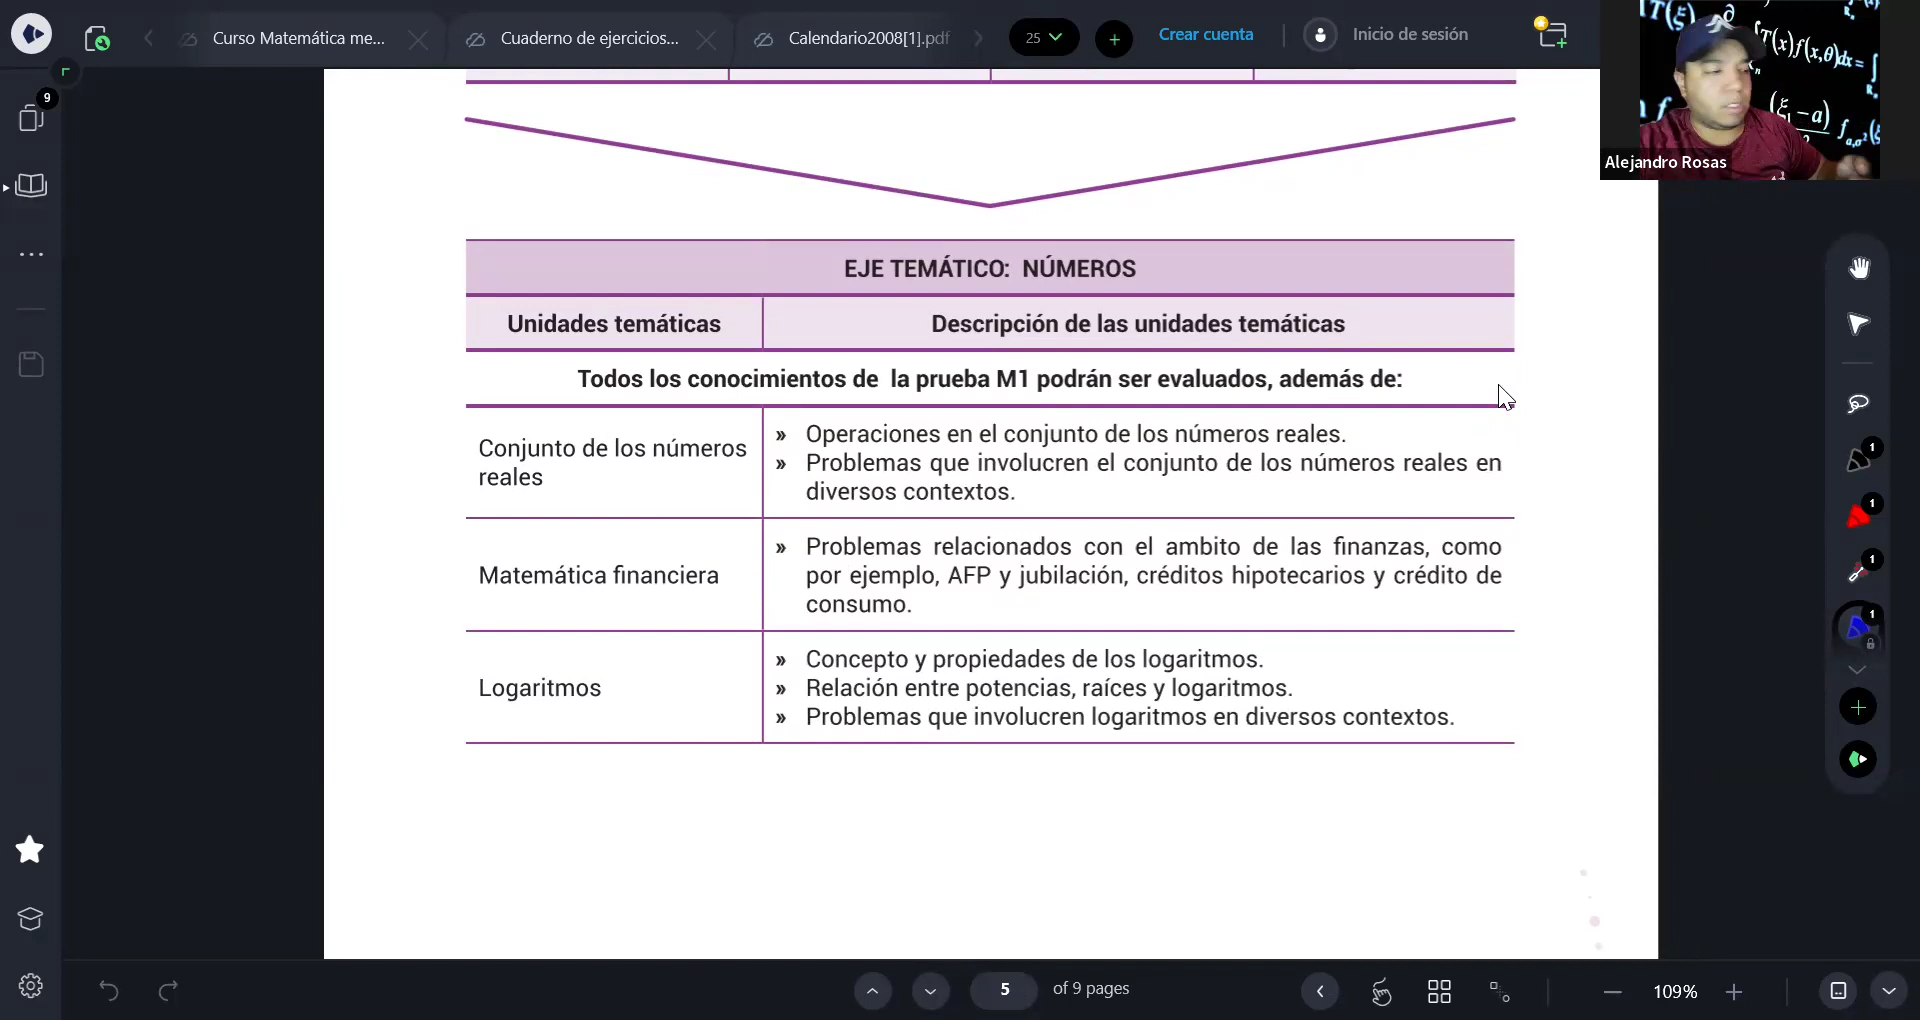 Curso Matemática me...
Cuaderno de ejercicios...
Calendario2008[1].pdf
25
Crear cuenta
Inicio de sesión
9
Alejandro Rosas
EJE TEMÁTICO: NÚMEROS
Unidades temáticas
Descripción de las unidades temáticas
Todos los conocimientos de la prueba M1 podrán ser evaluados, además de:
Conjunto de los números
reales
» Operaciones en el conjunto de los números reales.
» Problemas que involucren el conjunto de los números reales en
diversos contextos.
Matemática financiera
» Problemas relacionados con el ambito de las finanzas, como
por ejemplo, AFP y jubilación, créditos hipotecarios y crédito de
consumo.
Logaritmos
» Concepto y propiedades de los logaritmos.
» Relación entre potencias, raíces y logaritmos.
» Problemas que involucren logaritmos en diversos contextos.
1
1
1
1
5
of 9 pages
109%